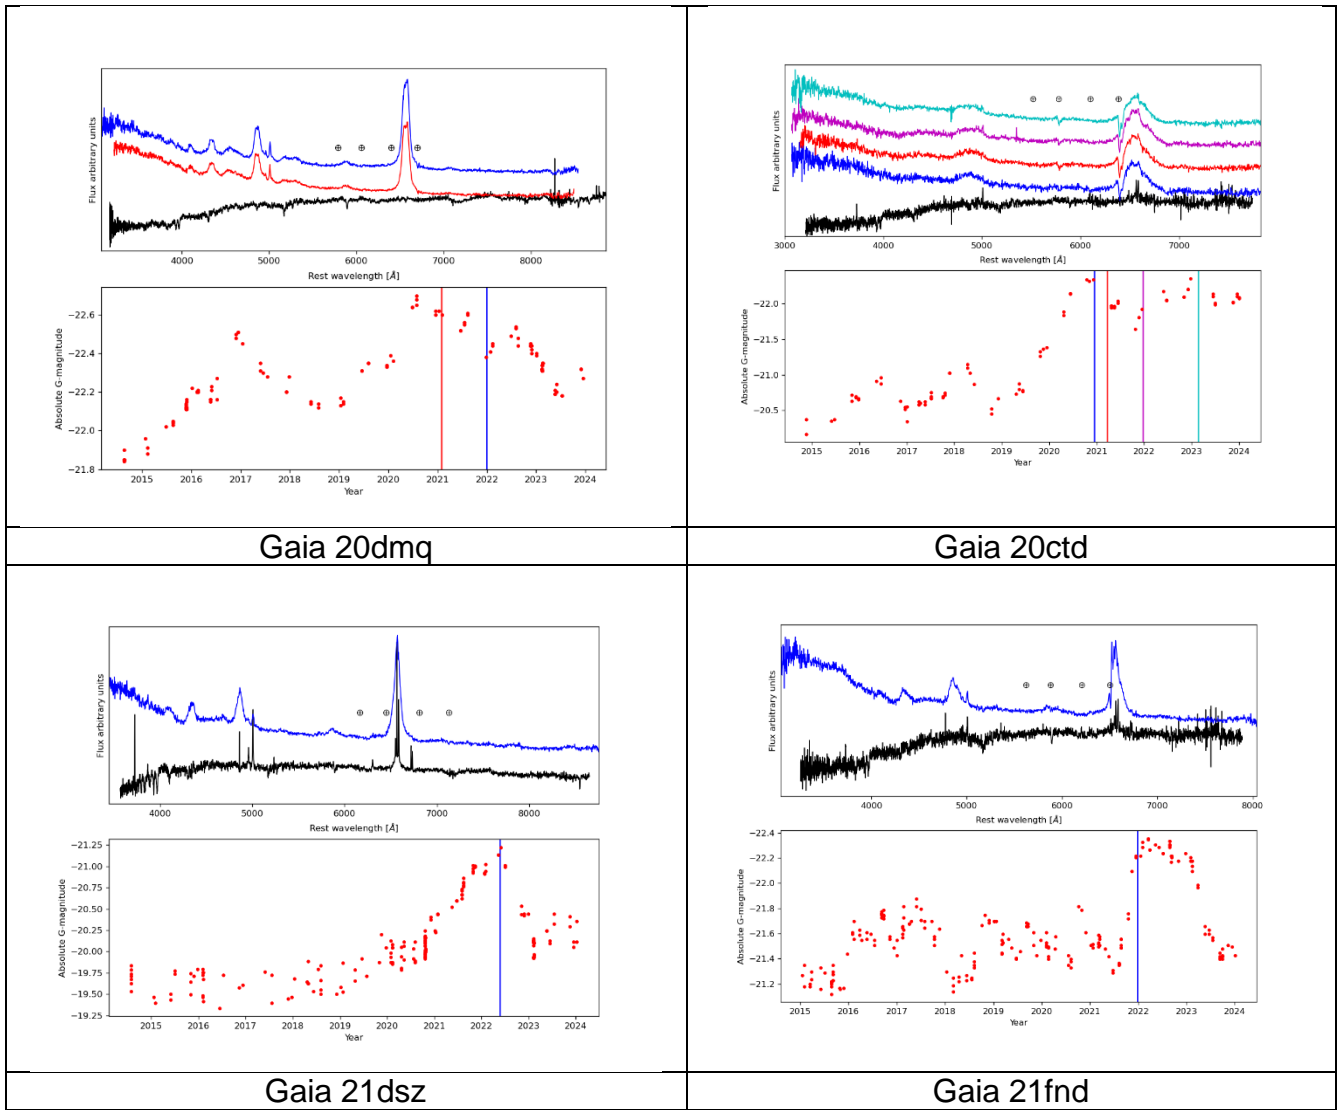 Flux arbitrary units
4000 5000 6000 7000 8000
Rest wavelength [Å]
Absolute G-magnitude
−22.6
−22.4
−22.2
−22.0
−21.8
2015 2016 2017 2018 2019 2020 2021 2022 2023 2024
Year
Flux arbitrary units
3000 4000 5000 6000 7000
Rest wavelength [Å]
Absolute G-magnitude
−22.0
−21.5
−21.0
−20.5
2015 2016 2017 2018 2019 2020 2021 2022 2023 2024
Year
Gaia 20dmq
Gaia 20ctd
Flux arbitrary units
4000 5000 6000 7000 8000
Rest wavelength [Å]
Absolute G-magnitude
−21.25
−21.00
−20.75
−20.50
−20.25
−20.00
−19.75
−19.50
−19.25
2015 2016 2017 2018 2019 2020 2021 2022 2023 2024
Year
Flux arbitrary units
4000 5000 6000 7000 8000
Rest wavelength [Å]
Absolute G-magnitude
−22.4
−22.2
−22.0
−21.8
−21.6
−21.4
−21.2
2015 2016 2017 2018 2019 2020 2021 2022 2023 2024
Year
Gaia 21dsz
Gaia 21fnd